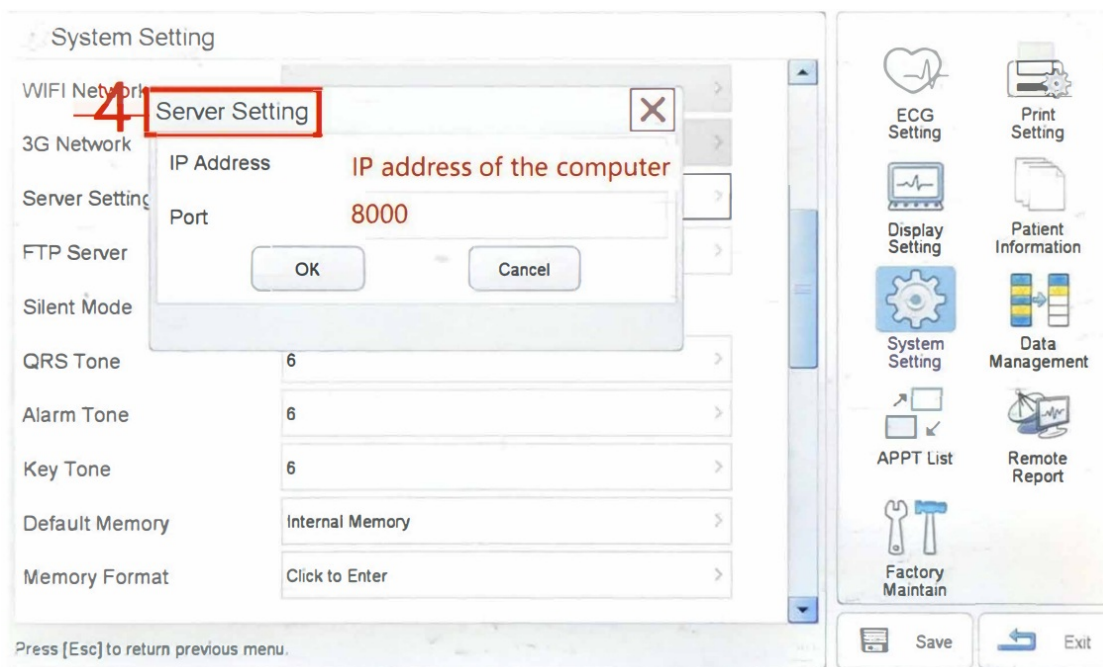 System Setting
WIFI Network
4
Server Setting
3G Network
IP Address
IP address of the computer
Server Setting
Port
8000
FTP Server
OK
Cancel
Silent Mode
QRS Tone
6
Alarm Tone
6
Key Tone
6
Default Memory
Internal Memory
Memory Format
Click to Enter
Press [Esc] to return previous menu.
ECG
Setting
Print
Setting
Display
Setting
Patient
Information
System
Setting
Data
Management
APPT List
Remote
Report
Factory
Maintain
Save
Exit